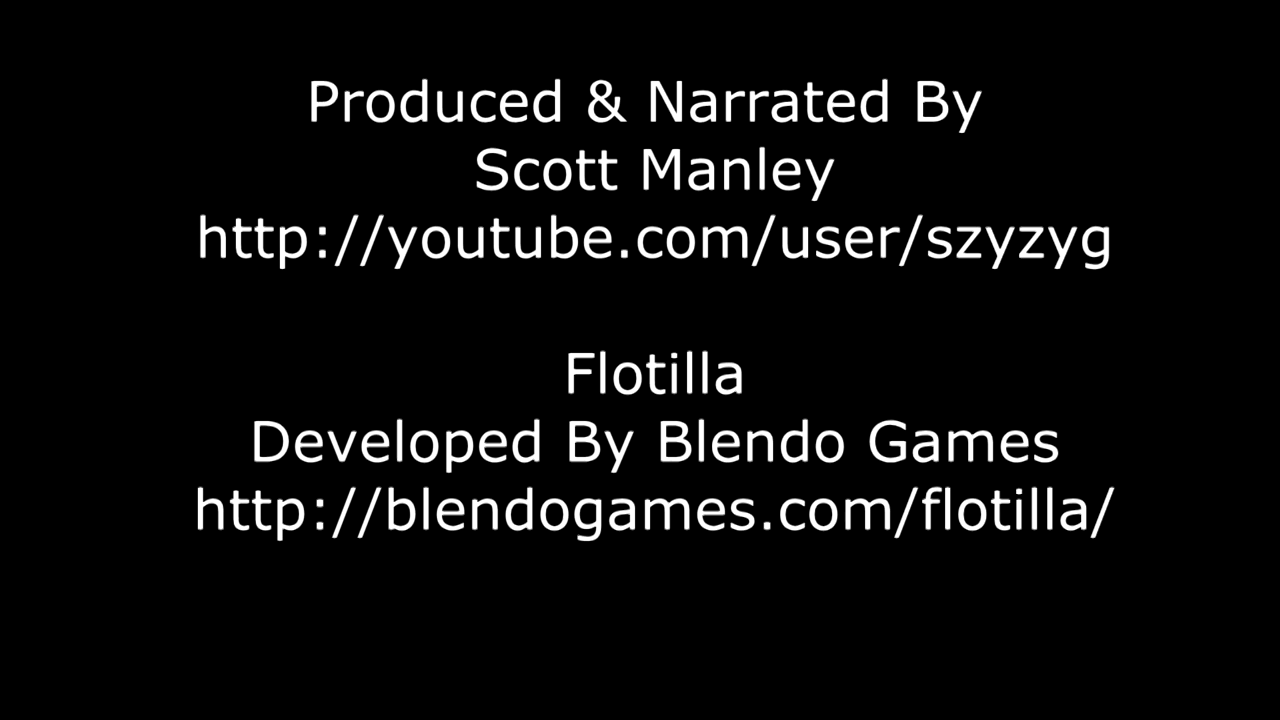 Produced & Narrated By
Scott Manley
http://youtube.com/user/szyzyg
Flotilla
Developed By Blendo Games
http://blendogames.com/flotilla/